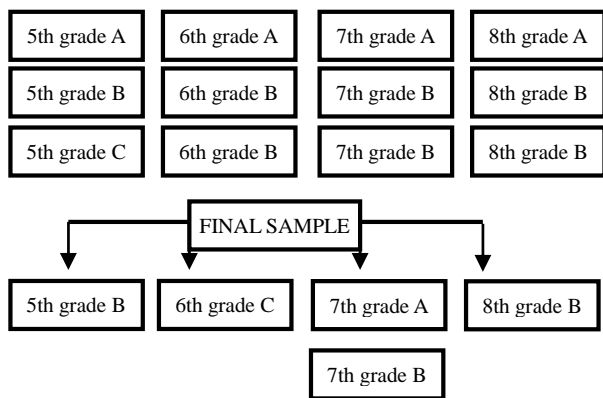 5th grade A
6th grade A
7th grade A
8th grade A
5th grade B
6th grade B
7th grade B
8th grade B
5th grade C
6th grade B
7th grade B
8th grade B
FINAL SAMPLE
5th grade B
6th grade C
7th grade A
8th grade B
7th grade B